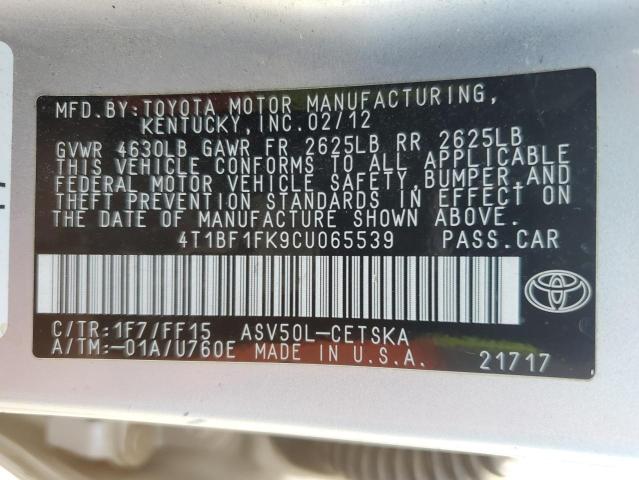 MFD.BY:TOYOTA MOTOR MANUFACTURING,
KENTUCKY,INC.02/12
GVWR 4630LB GAWR FR 2625LB RR 2625LB
THIS VEHICLE CONFORMS TO ALL APPLICABLE
FEDERAL MOTOR VEHICLE SAFETY,BUMPER,AND
THEFT PREVENTION STANDARDS IN EFFECT ON
THE DATE OF MANUFACTURE SHOWN ABOVE.
4T1BF1FK9CU065539 PASS.CAR
C/TR:1F7/FF15 ASV50L-CETSKA
A/TM:-01A/U760E MADE IN U.S.A. 21717